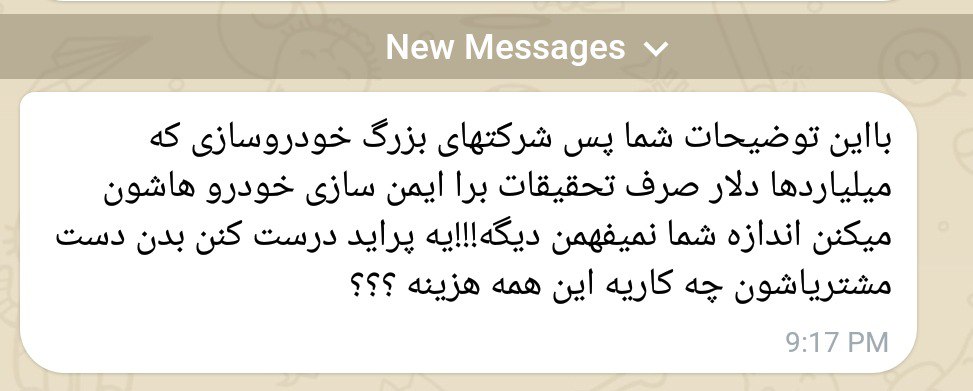 New Messages
بااین توضیحات شما پس شرکتهای بزرگ خودروسازی که
میلیاردها دلار صرف تحقیقات برا ایمن سازی خودرو هاشون
میکنن اندازه شما نمیفهمن دیگه!!!یه پراید درست کنن بدن دست
مشتریاشون چه کاریه این همه هزینه ؟؟؟
9:17 PM